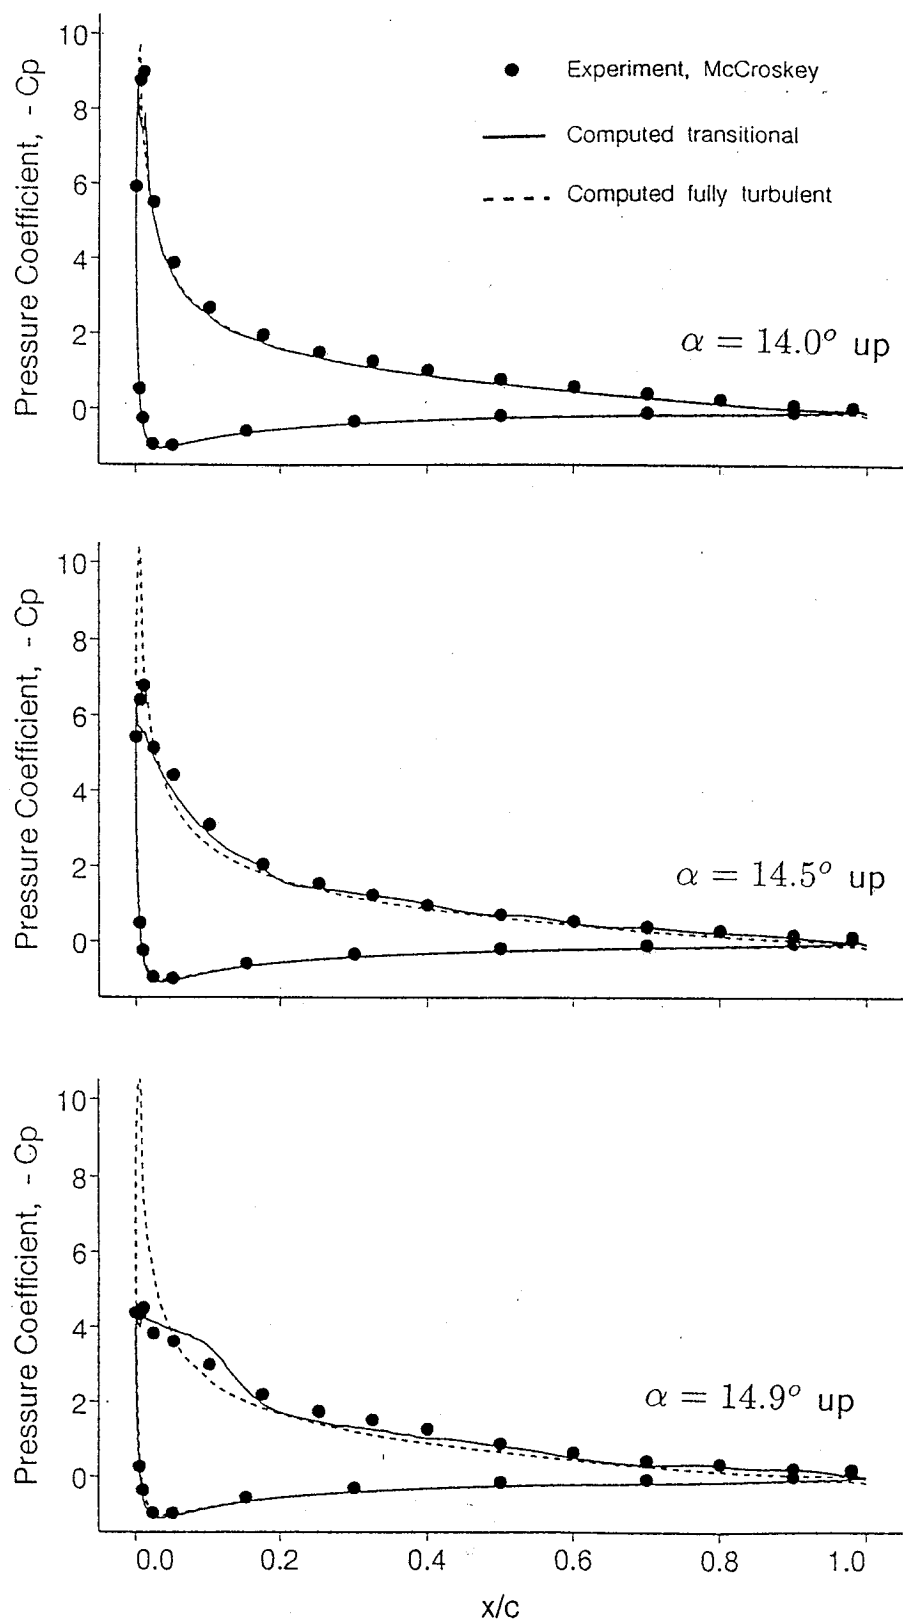 10
8
6
4
2
0
Pressure Coefficient, - Cp
Experiment, McCroskey
Computed transitional
Computed fully turbulent
α = 14.0° up
10
8
6
4
2
0
Pressure Coefficient, - Cp
α = 14.5° up
10
8
6
4
2
0
Pressure Coefficient, - Cp
α = 14.9° up
0.0 0.2 0.4 0.6 0.8 1.0
x/c